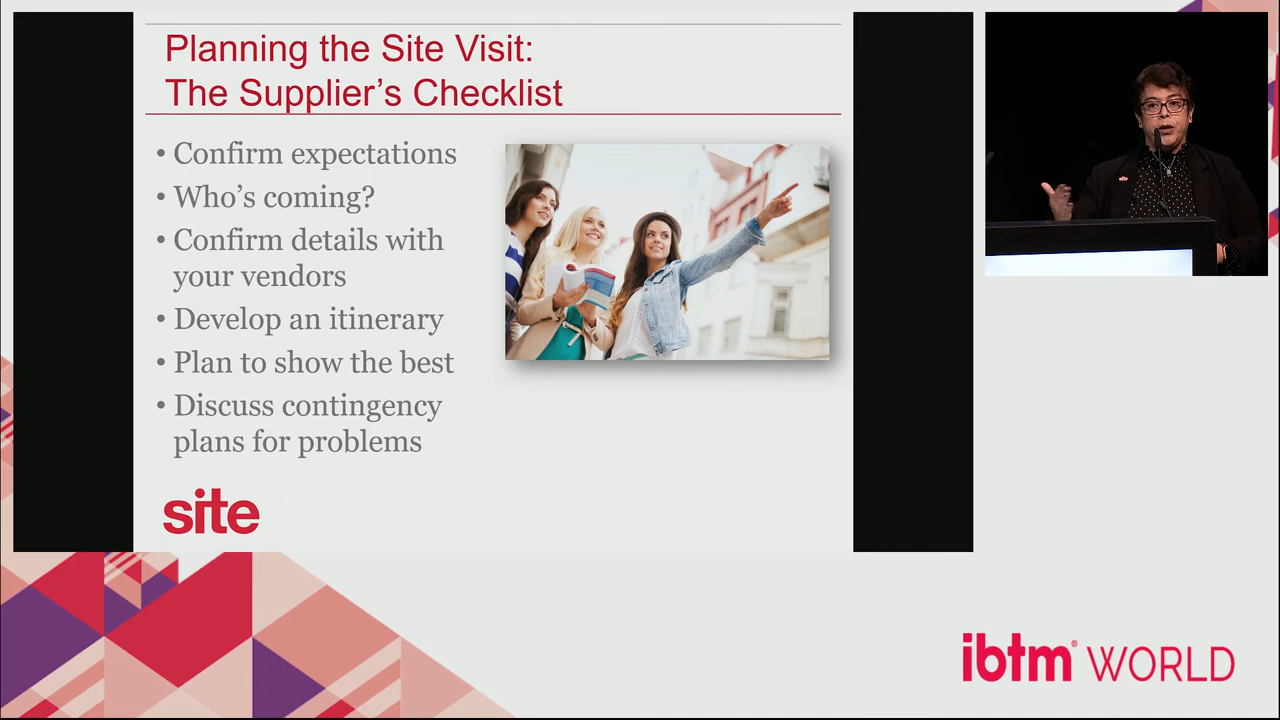 Planning the Site Visit:
The Supplier's Checklist
• Confirm expectations
• Who's coming?
• Confirm details with
your vendors
• Develop an itinerary
• Plan to show the best
• Discuss contingency
plans for problems
site
ibtm® WORLD